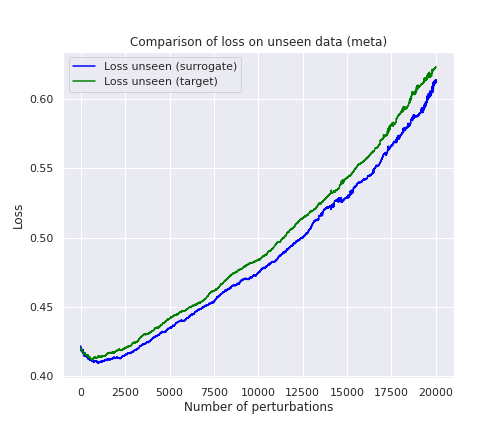 Comparison of loss on unseen data (meta)
Loss unseen (surrogate)
Loss unseen (target)
0.60
0.55
0.50
0.45
0.40
Loss
0 2500 5000 7500 10000 12500 15000 17500 20000
Number of perturbations